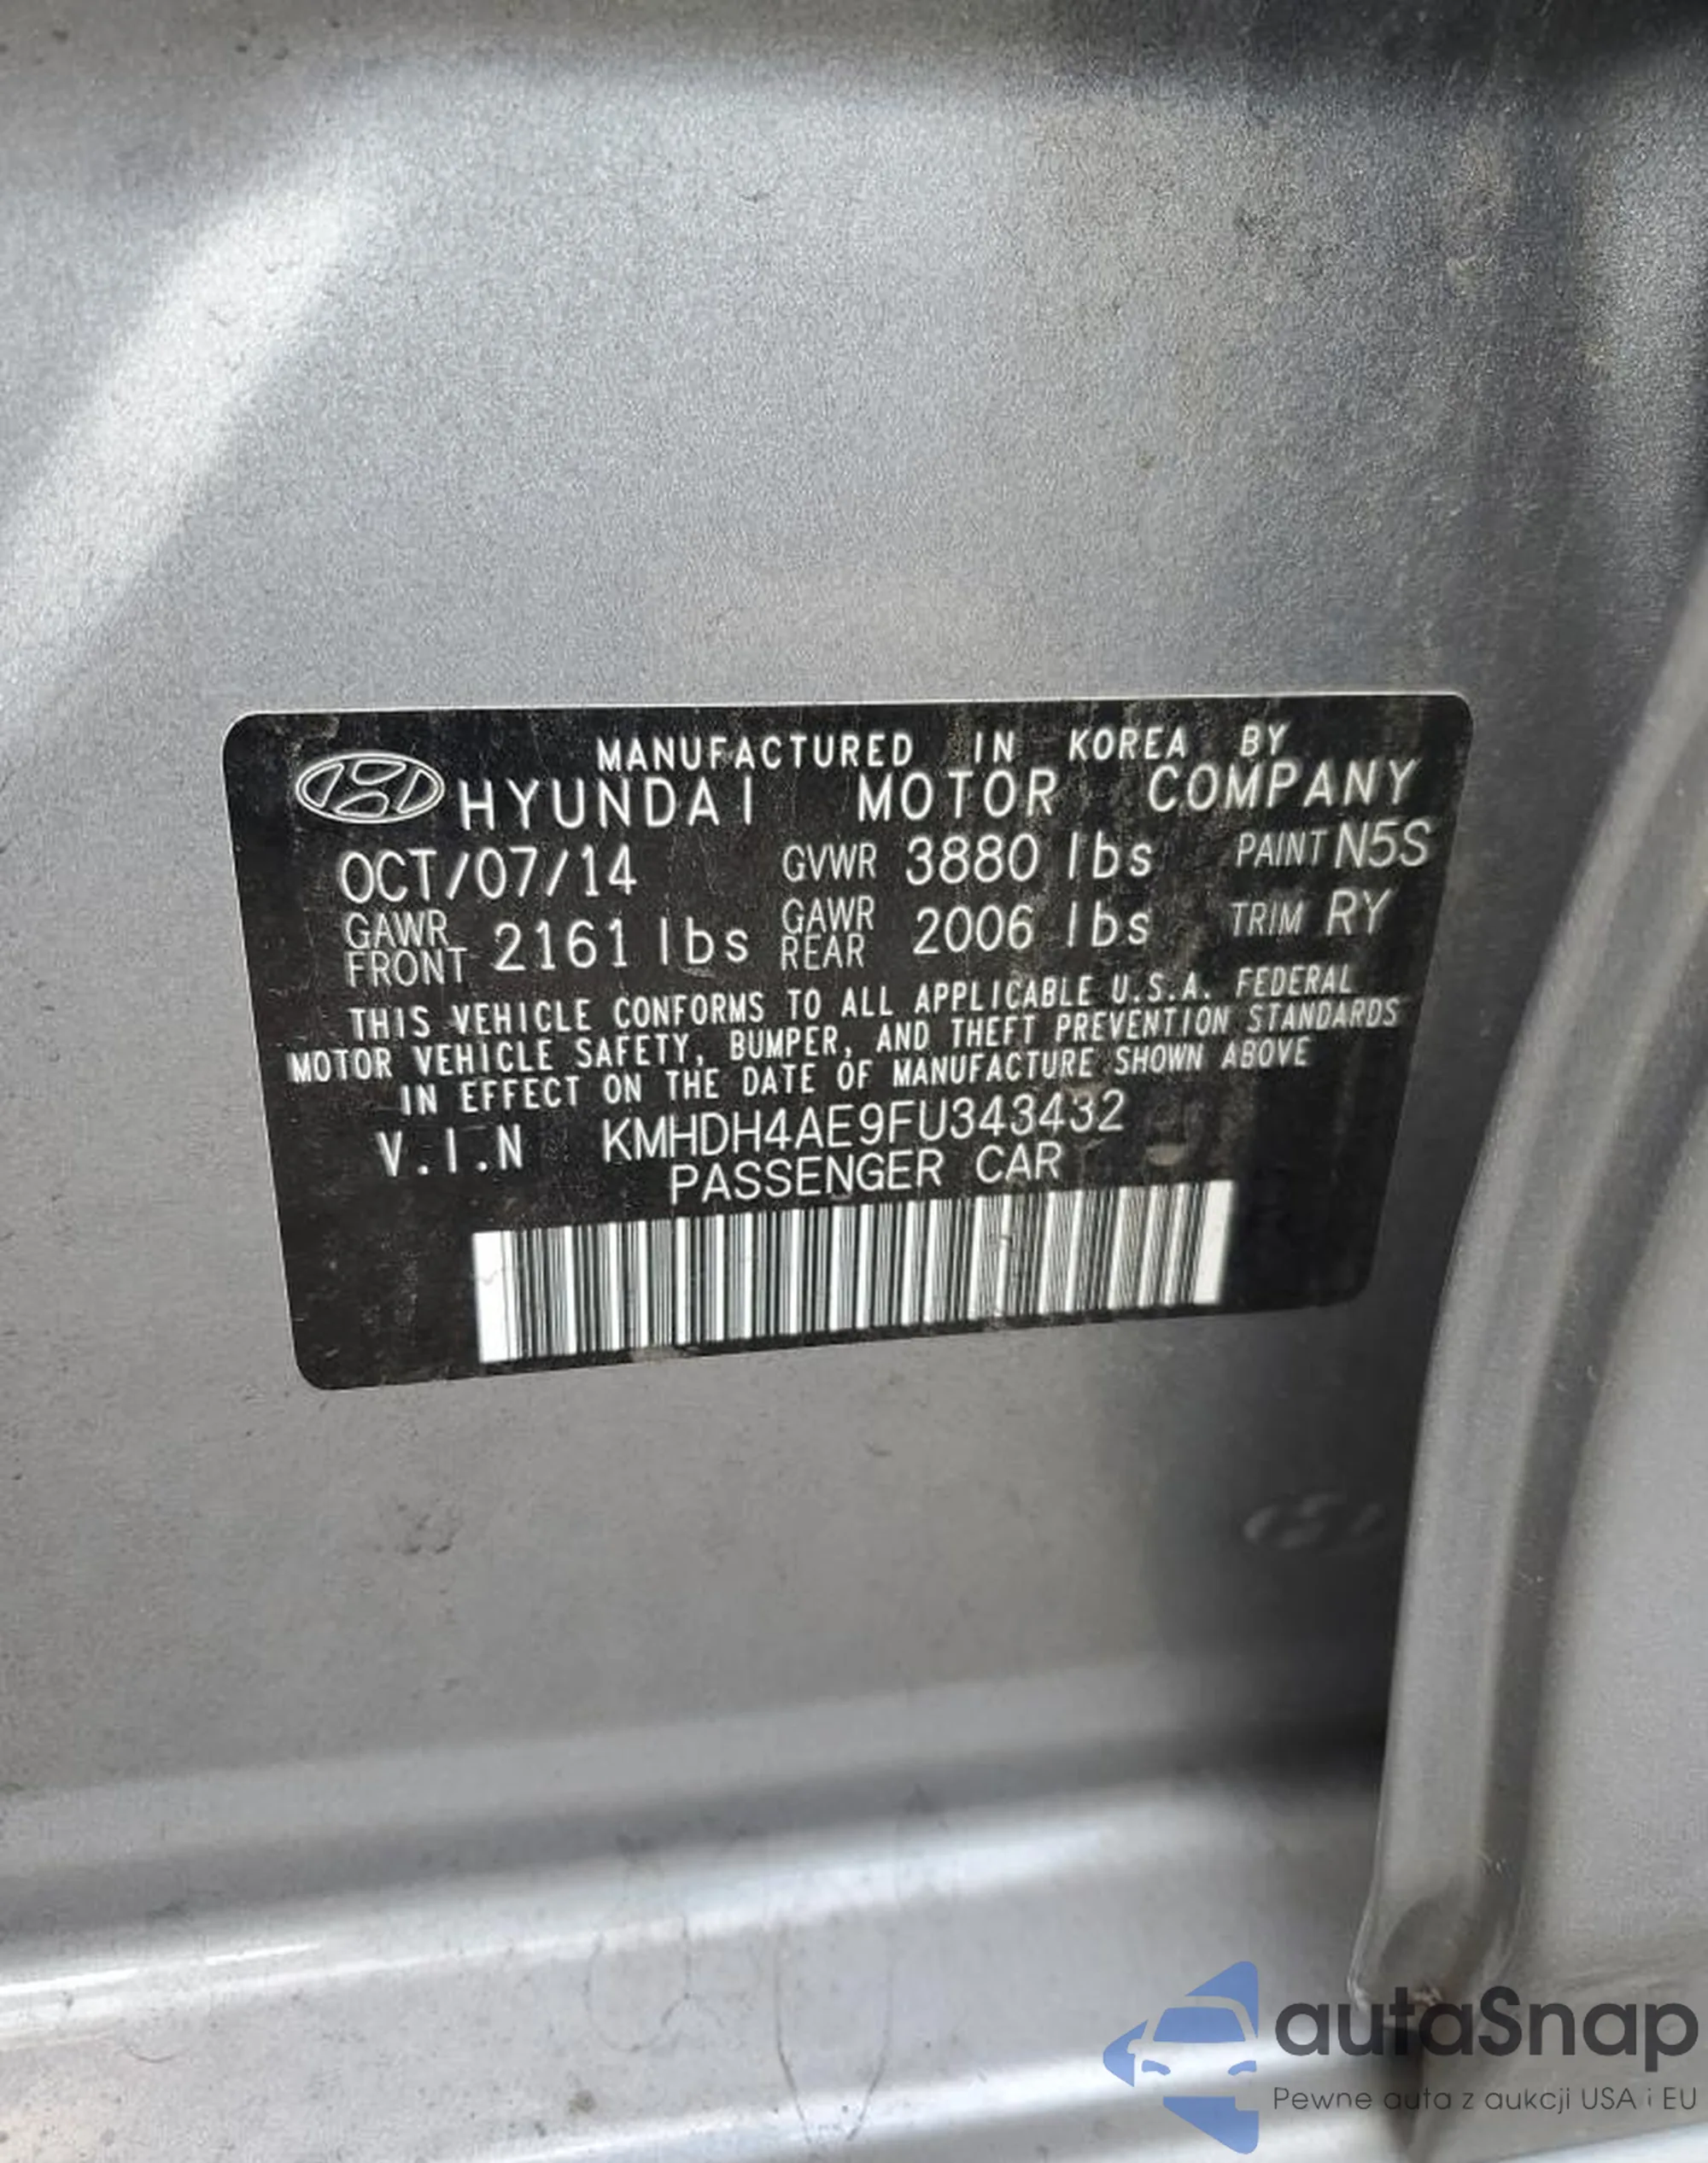 MANUFACTURED IN KOREA BY
HYUNDAI MOTOR COMPANY
OCT/07/14 GVWR 3880 lbs PAINT N5S
GAWR FRONT 2161 lbs GAWR REAR 2006 lbs TRIM RY
THIS VEHICLE CONFORMS TO ALL APPLICABLE U.S.A. FEDERAL
MOTOR VEHICLE SAFETY, BUMPER, AND THEFT PREVENTION STANDARDS
IN EFFECT ON THE DATE OF MANUFACTURE SHOWN ABOVE
V.I.N KMHDH4AE9FU343432
PASSENGER CAR
autaSnap
Pewne auta z aukcji USA i EU